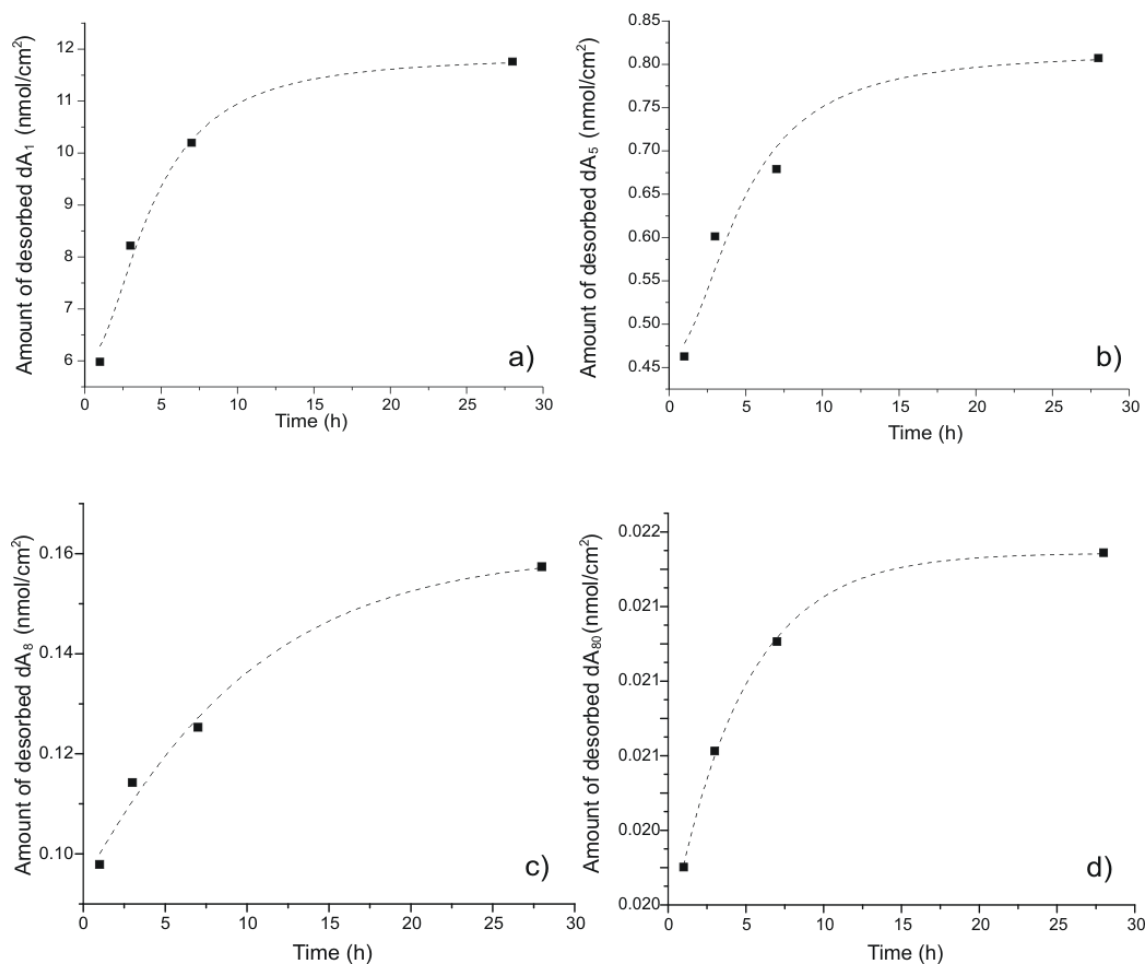 Amount of desorbed dA₁ (nmol/cm²)
12
11
10
9
8
7
6
0 5 10 15 20 25 30
Time (h)
a)
Amount of desorbed dA₅ (nmol/cm²)
0.85
0.80
0.75
0.70
0.65
0.60
0.55
0.50
0.45
0 5 10 15 20 25 30
Time (h)
b)
Amount of desorbed dA₈ (nmol/cm²)
0.16
0.14
0.12
0.10
0 5 10 15 20 25 30
Time (h)
c)
Amount of desorbed dA₈₀(nmol/cm²)
0.022
0.021
0.021
0.021
0.020
0.020
0 5 10 15 20 25 30
Time (h)
d)